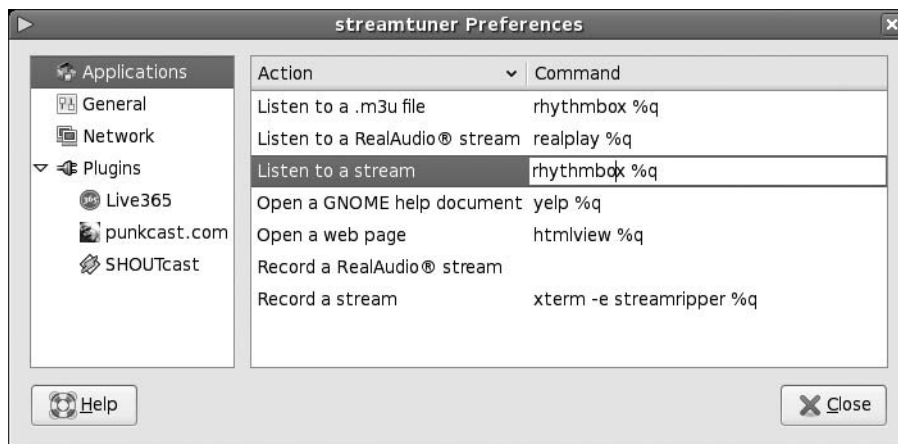 streamtuner Preferences
Applications
General
Network
Plugins
Live365
punkcast.com
SHOUTcast
Action Command
Listen to a .m3u file rhythmbox %q
Listen to a RealAudio® stream realplay %q
Listen to a stream rhythmbox %q
Open a GNOME help document yelp %q
Open a web page htmlview %q
Record a RealAudio® stream
Record a stream xterm -e streamripper %q
Help
Close